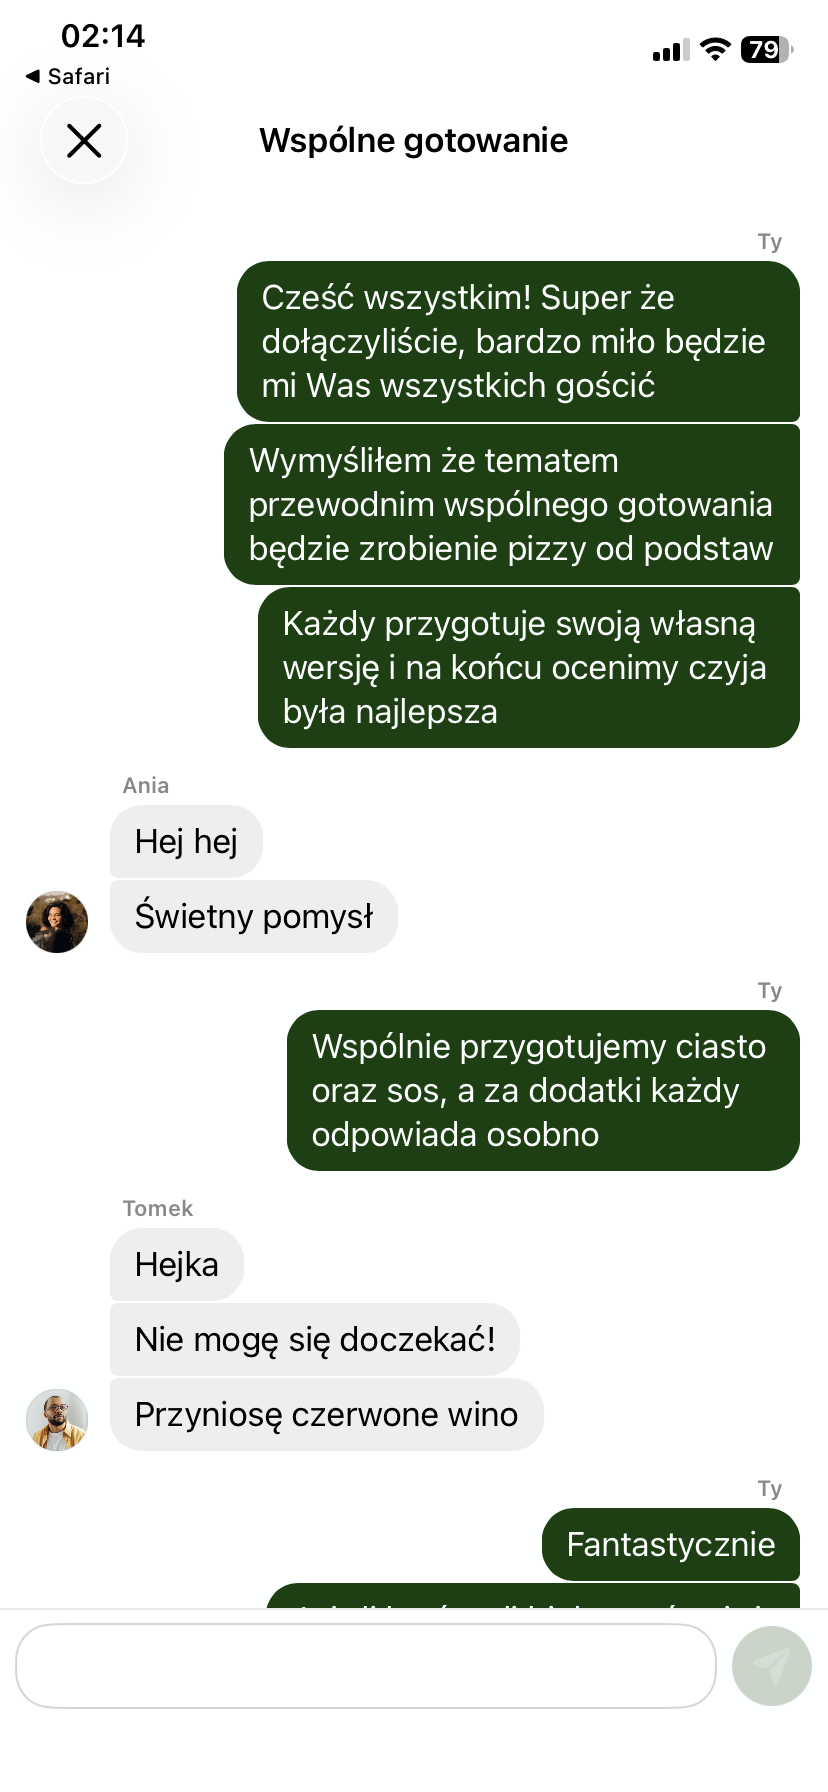 02:14
79
◀ Safari
Wspólne gotowanie
Ty
Cześć wszystkim! Super że
dołączyliście, bardzo miło będzie
mi Was wszystkich gościć
Wymyśliłem że tematem
przewodnim wspólnego gotowania
będzie zrobienie pizzy od podstaw
Każdy przygotuje swoją własną
wersję i na końcu ocenimy czyja
była najlepsza
Ania
Hej hej
Świetny pomysł
Ty
Wspólnie przygotujemy ciasto
oraz sos, a za dodatki każdy
odpowiada osobno
Tomek
Hejka
Nie mogę się doczekać!
Przyniosę czerwone wino
Ty
Fantastycznie